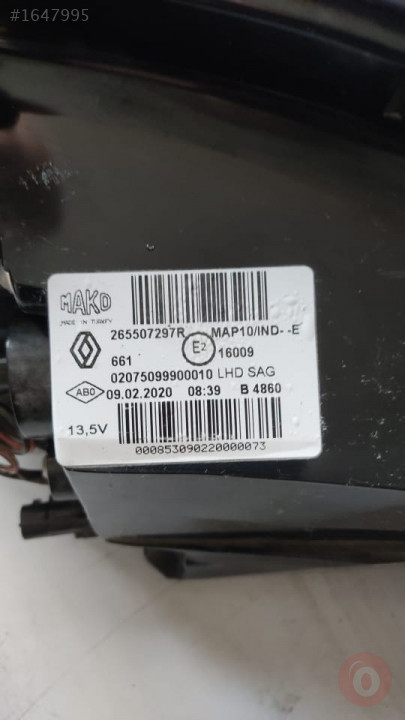 #1647995
MAKO
MADE IN TURKEY
265507297R MAP10/IND- -E
E2
661 16009
02075099900010 LHD SAG
ABO 09.02.2020 08:39 B 4860
13,5V
000853090220000073